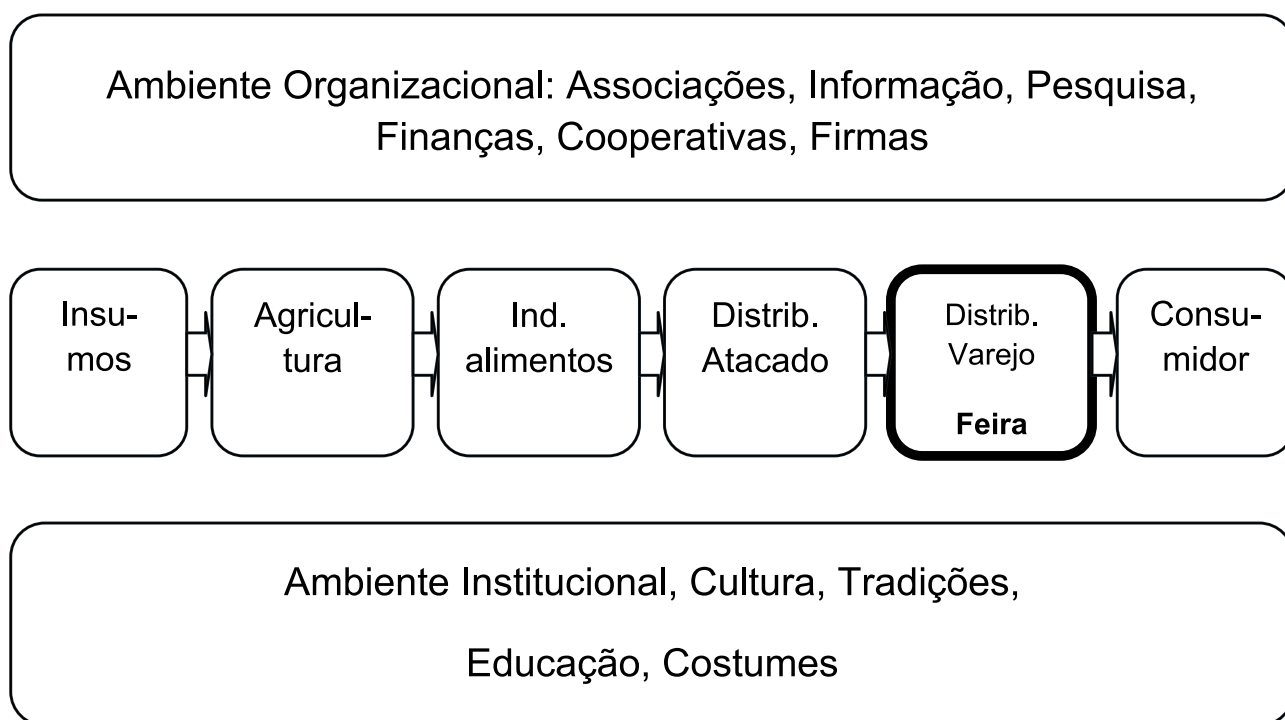 Ambiente Organizacional: Associações, Informação, Pesquisa,
Finanças, Cooperativas, Firmas
Insu-
mos
Agricul-
tura
Ind.
alimentos
Distrib.
Atacado
Distrib.
Varejo
Feira
Consu-
midor
Ambiente Institucional, Cultura, Tradições,
Educação, Costumes